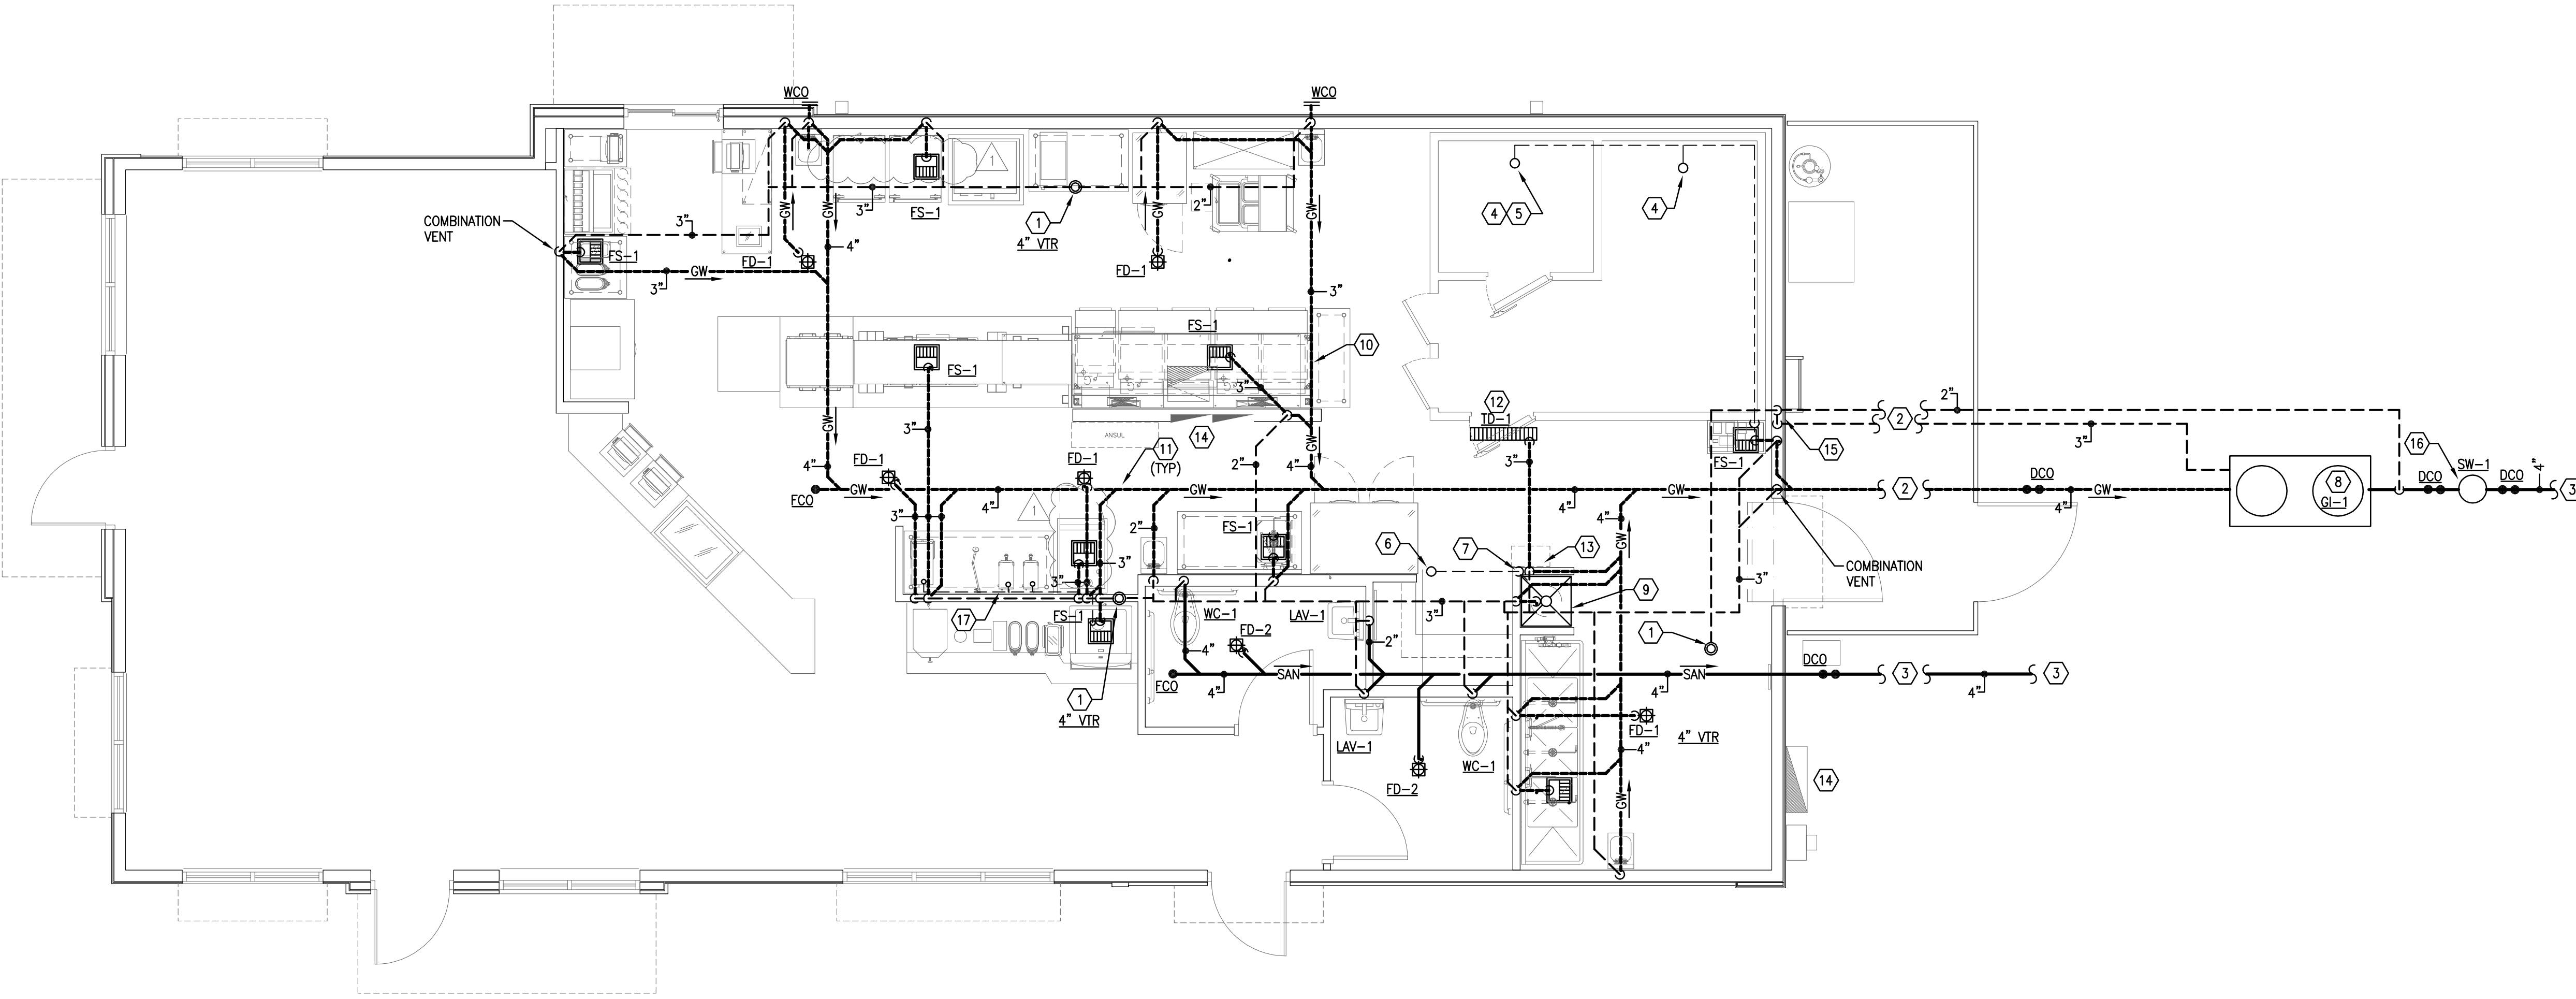 WCO
WCO
COMBINATION
VENT
3"
GW
GW
4"
3"
FS-1
1
1
4" VTR
GW
2"
GW
4
5
4
FD-1
FS-1
FD-1
GW
3"
3"
FS-1
FS-1
3"
10
12
TD-1
14
ANSUL
GW
GW
4"
FD-1
3"
FD-1
11
(TYP)
2"
4"
3"
FS-1
15
2
2"
3"
16
SW-1
FCO
GW
4"
GW
4"
GW
2
DCO
4"
GW
8
GI-1
DCO
DCO
4"
3
3"
1
2"
FS-1
4"
GW
3"
3"
6
7
13
9
COMBINATION
VENT
3"
17
FS-1
WC-1
LAV-1
3"
FD-2
2"
1
4"
FCO
4"
SAN
4"
SAN
DCO
3
4"
3
1
4" VTR
LAV-1
WC-1
FD-2
FD-1
4" VTR
4"
GW
14